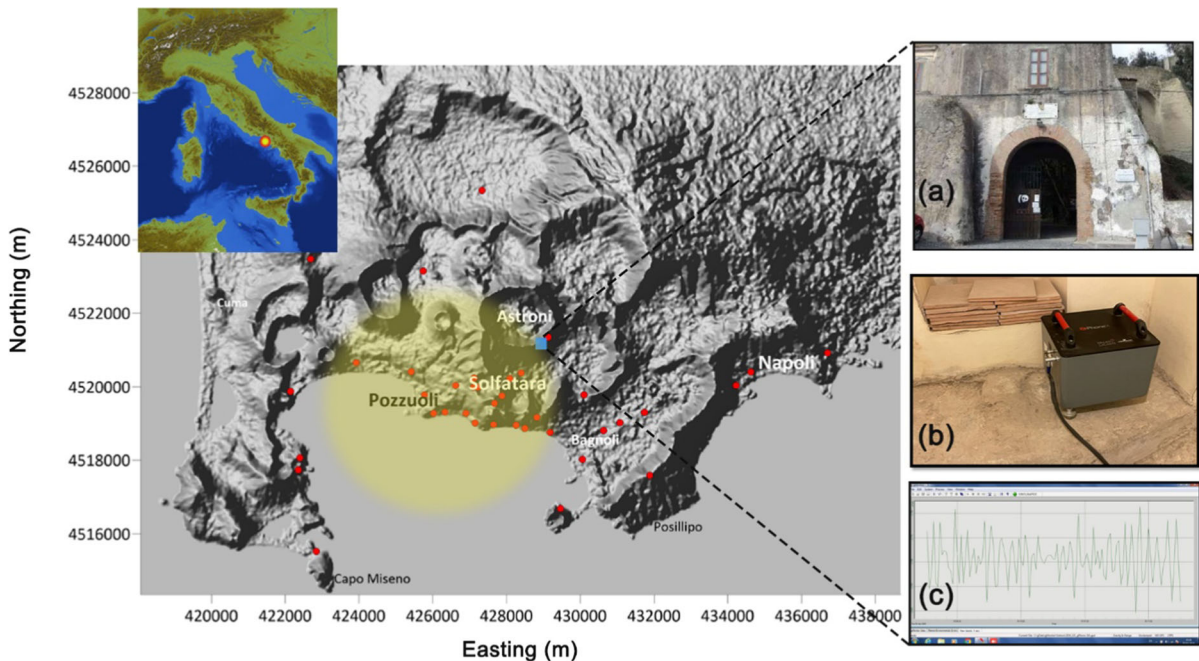 4528000
4526000
4524000
4522000
4520000
4518000
4516000
Northing (m)
Cuma
Astroni
Solfatara
Pozzuoli
Napoli
Bagnoli
Posillipo
Capo Miseno
420000
422000
424000
426000
428000
430000
432000
434000
436000
438000
Easting (m)
(a)
(b)
(c)